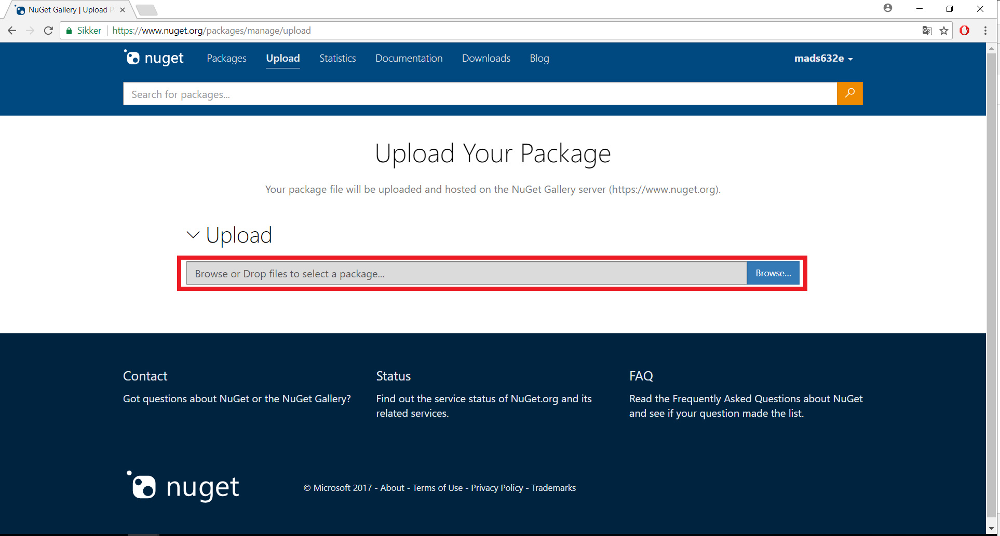 NuGet Gallery | Upload P
Sikker
https://www.nuget.org/packages/manage/upload
nuget
Packages
Upload
Statistics
Documentation
Downloads
Blog
mads632e
Search for packages...
Upload Your Package
Your package file will be uploaded and hosted on the NuGet Gallery server (https://www.nuget.org).
Upload
Browse or Drop files to select a package...
Browse...
Contact
Got questions about NuGet or the NuGet Gallery?
Status
Find out the service status of NuGet.org and its
related services.
FAQ
Read the Frequently Asked Questions about NuGet
and see if your question made the list.
nuget
© Microsoft 2017 - About - Terms of Use - Privacy Policy - Trademarks